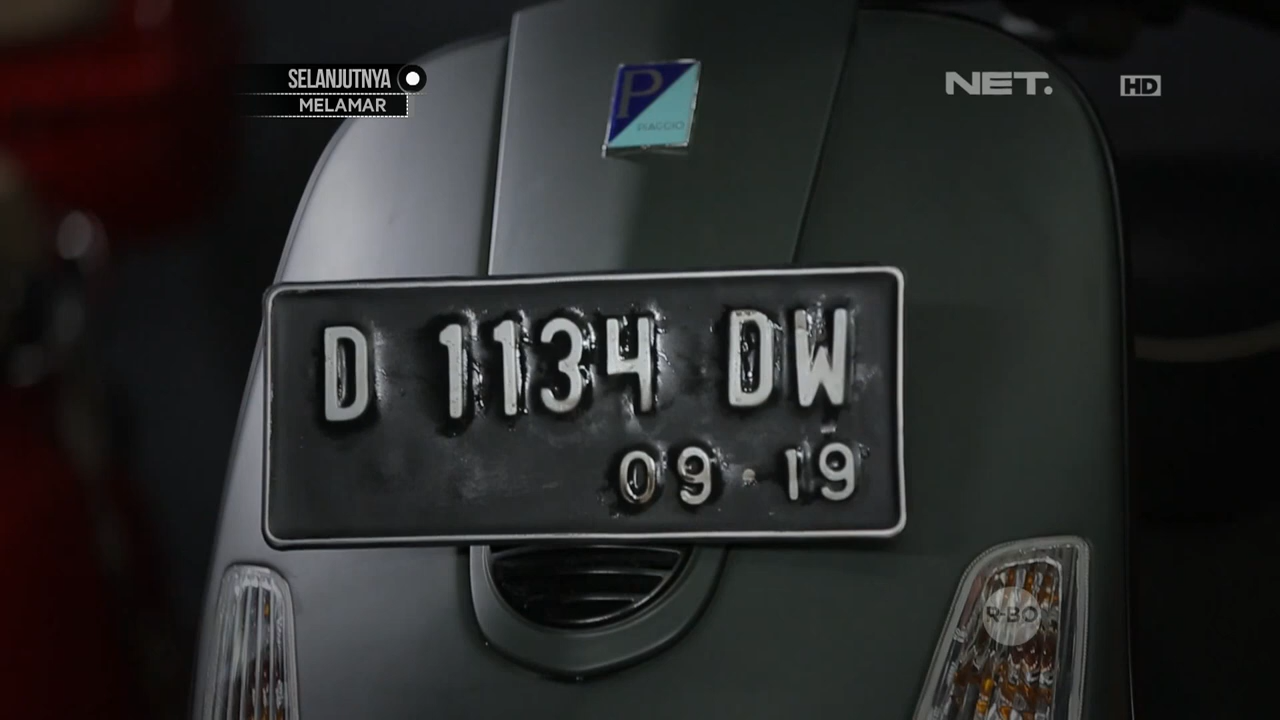 SELANJUTNYA
MELAMAR
NET.
HD
P
PIAGGIO
D 1134 DW
09·19
R-BO